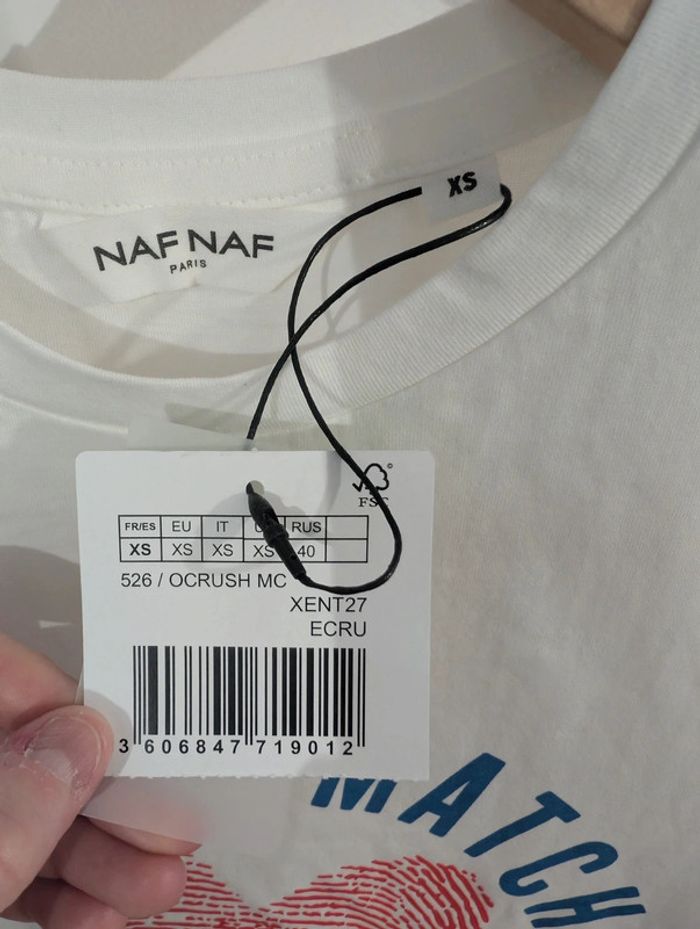 XS
NAF NAF
PARIS
FSC
FR/ES EU IT RUS
XS XS XS XS 40
526 / OCRUSH MC
XENT27
ECRU
3 606847 719012
MATCH